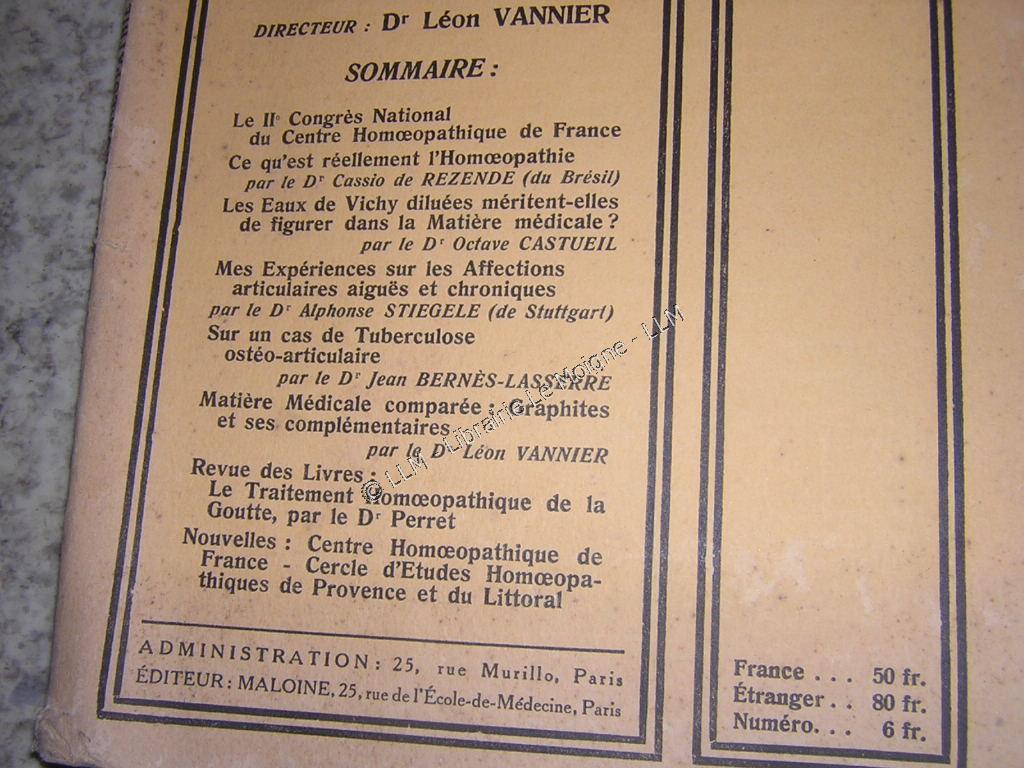 DIRECTEUR : Dr Léon VANNIER
SOMMAIRE :
Le IIe Congrès National
du Centre Homœopathique de France
Ce qu'est réellement l'Homœopathie
par le Dr Cassio de REZENDE (du Brésil)
Les Eaux de Vichy diluées méritent-elles
de figurer dans la Matière médicale ?
par le Dr Octave CASTUEIL
Mes Expériences sur les Affections
articulaires aiguës et chroniques
par le Dr Alphonse STIEGELE (de Stuttgart)
Sur un cas de Tuberculose
ostéo-articulaire
par le Dr Jean BERNÈS-LASSERRE
Matière Médicale comparée : Graphites
et ses complémentaires
par le Dr Léon VANNIER
Revue des Livres :
Le Traitement Homœopathique de la
Goutte, par le Dr Perret
Nouvelles : Centre Homœopathique de
France - Cercle d'Etudes Homœopa-
thiques de Provence et du Littoral
ADMINISTRATION : 25, rue Murillo, Paris
ÉDITEUR : MALOINE, 25, rue de l'École-de-Médecine, Paris
France . . . 50 fr.
Étranger . . 80 fr.
Numéro. . . 6 fr.
© LLM - Librairie Le Moigne - LLM